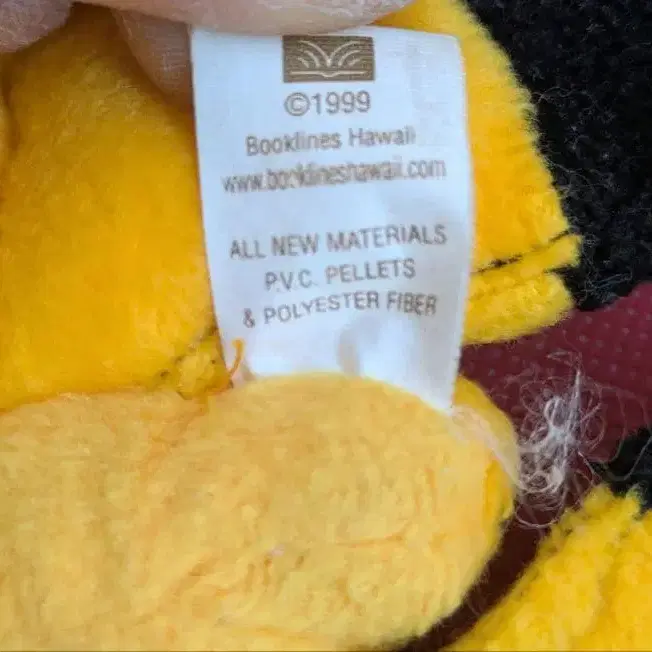 ©1999
Booklines Hawaii
www.booklineshawaii.com
ALL NEW MATERIALS
P.V.C. PELLETS
& POLYESTER FIBER